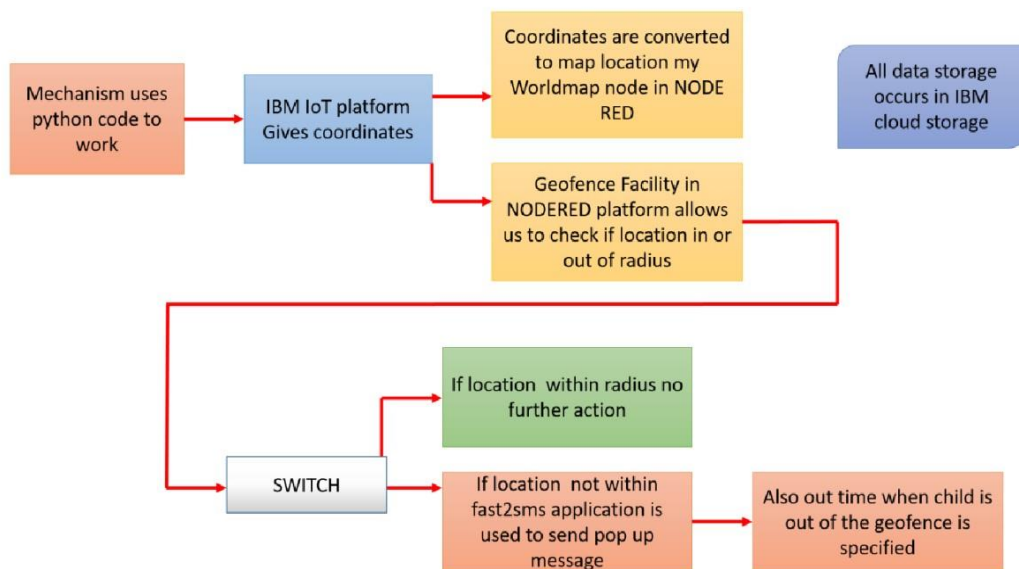 Mechanism uses
python code to
work
IBM IoT platform
Gives coordinates
Coordinates are converted
to map location my
Worldmap node in NODE
RED
All data storage
occurs in IBM
cloud storage
Geofence Facility in
NODERED platform allows
us to check if location in or
out of radius
If location within radius no
further action
SWITCH
If location not within
fast2sms application is
used to send pop up
message
Also out time when child is
out of the geofence is
specified